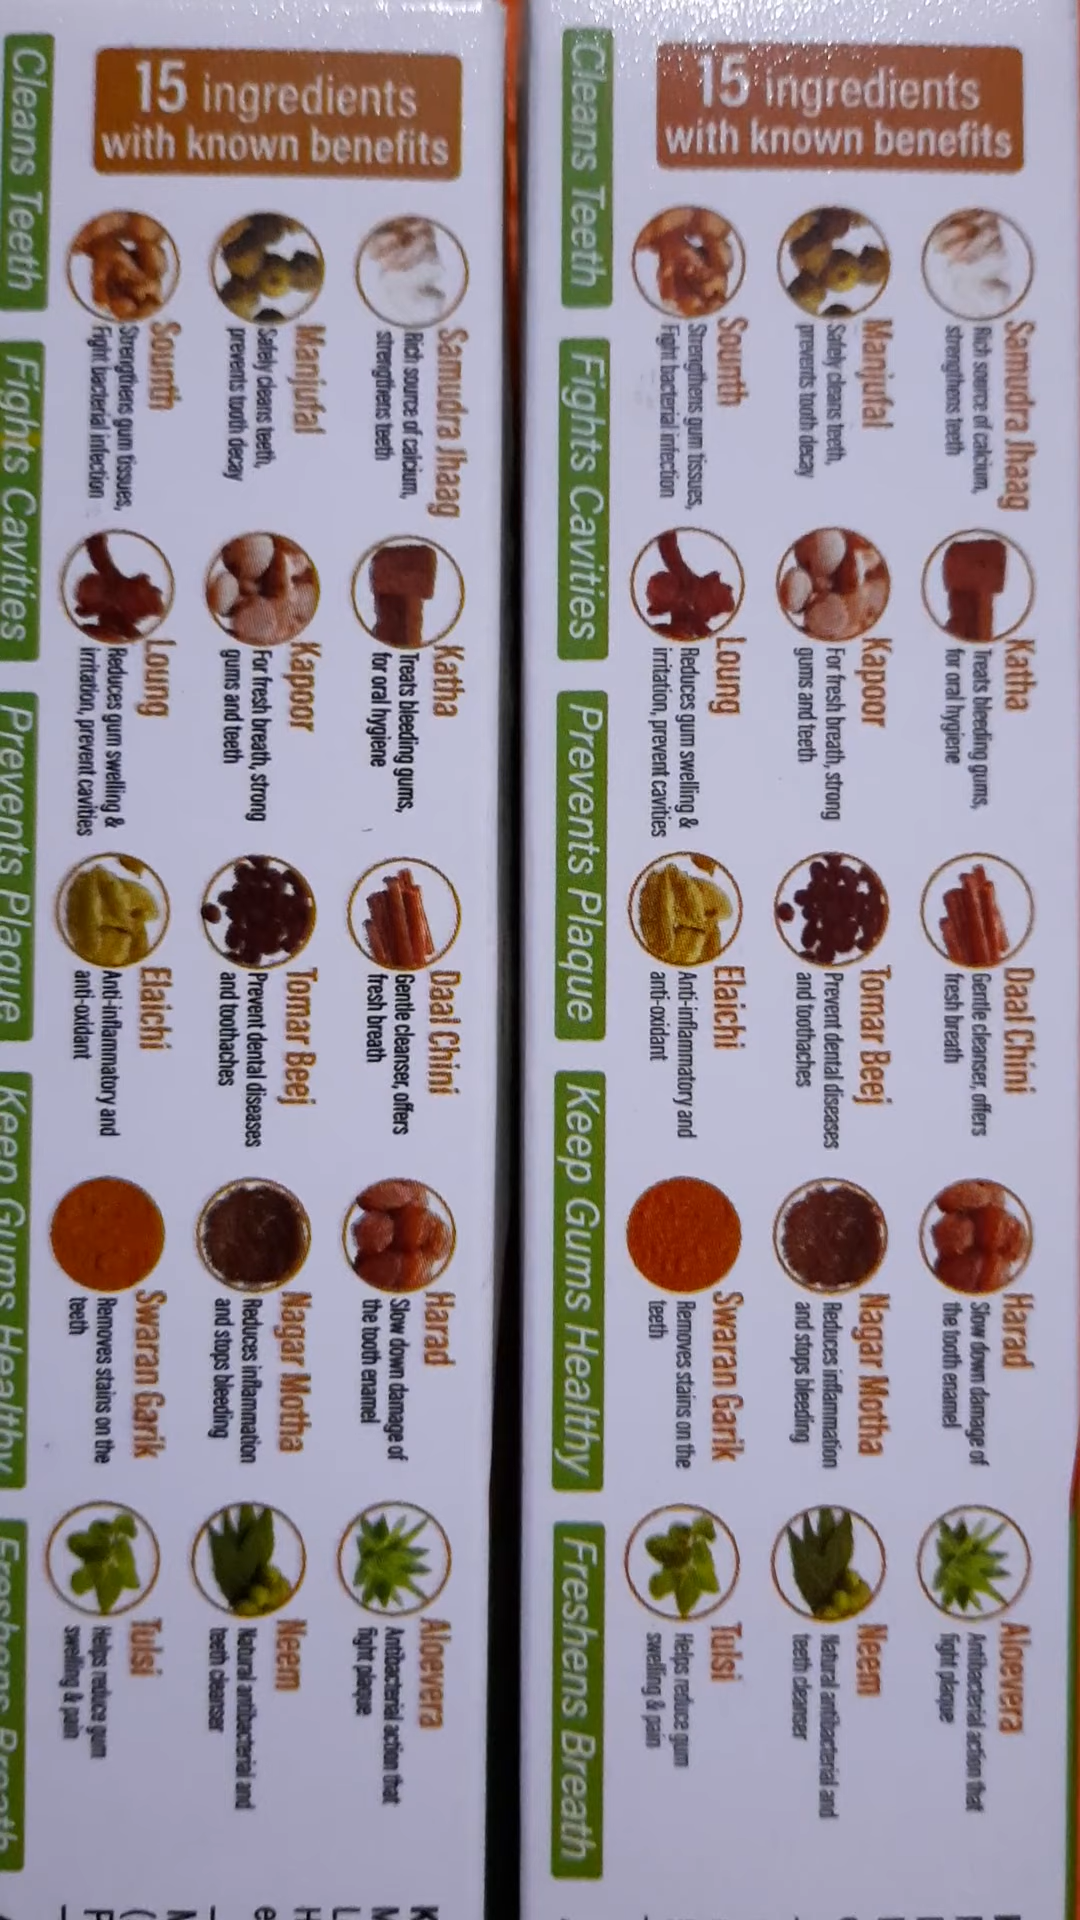 15 ingredients
with known benefits
Samudra Jhaag
Rich source of calcium,
strengthens teeth
Katha
Treats bleeding gums,
for oral hygiene
Daal Chini
Gentle cleanser, offers
fresh breath
Harad
Slow down damage of
the tooth enamel
Aloevera
Antibacterial action that
fight plaque
Manjufal
Safely cleans teeth,
prevents tooth decay
Kapoor
For fresh breath, strong
gums and teeth
Tomar Beej
Prevent dental diseases
and toothaches
Nagar Motha
Reduces inflammation
and stops bleeding
Neem
Natural antibacterial and
teeth cleanser
Sounth
Strengthens gum tissues,
Fight bacterial infection
Loung
Reduces gum swelling &
irritation, prevent cavities
Elaichi
Anti-inflammatory and
anti-oxidant
Swaran Garik
Removes stains on the
teeth
Tulsi
Helps reduce gum
swelling & pain
Cleans Teeth
Fights Cavities
Prevents Plaque
Keep Gums Healthy
Freshens Breath
15 ingredients
with known benefits
Samudra Jhaag
Rich source of calcium,
strengthens teeth
Katha
Treats bleeding gums,
for oral hygiene
Daal Chini
Gentle cleanser, offers
fresh breath
Harad
Slow down damage of
the tooth enamel
Aloevera
Antibacterial action that
fight plaque
Manjufal
Safely cleans teeth,
prevents tooth decay
Kapoor
For fresh breath, strong
gums and teeth
Tomar Beej
Prevent dental diseases
and toothaches
Nagar Motha
Reduces inflammation
and stops bleeding
Neem
Natural antibacterial and
teeth cleanser
Sounth
Strengthens gum tissues,
Fight bacterial infection
Loung
Reduces gum swelling &
irritation, prevent cavities
Elaichi
Anti-inflammatory and
anti-oxidant
Swaran Garik
Removes stains on the
teeth
Tulsi
Helps reduce gum
swelling & pain
Cleans Teeth
Fights Cavities
Prevents Plaque
Keep Gums Healthy
Freshens Breath